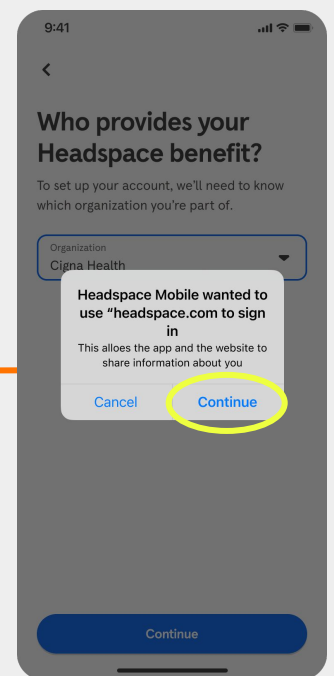 9:41
Who provides your
Headspace benefit?
To set up your account, we'll need to know
which organization you're part of.
Organization
Cigna Health
Headspace Mobile wanted to
use "headspace.com to sign
in
This alloes the app and the website to
share information about you
Cancel Continue
Continue